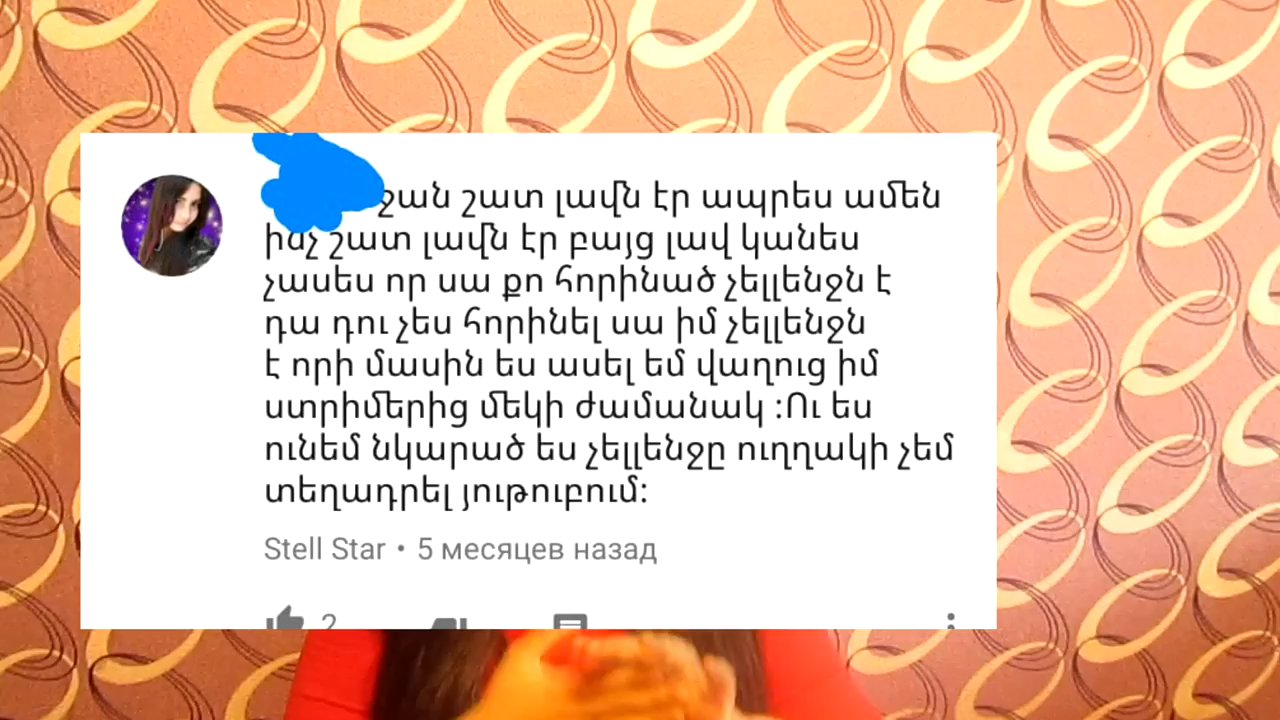 ջան շատ լավն էր ապրես ամեն
ինչ շատ լավն էր բայց լավ կանես
չասես որ սա քո հորինած չելլենջն է
դա դու չես հորինել սա իմ չելլենջն
է որի մասին ես ասել եմ վաղուց իմ
ստրիմերից մեկի ժամանակ :Ու ես
ունեմ նկարած ես չելլենջը ուղղակի չեմ
տեղադրել յութուբում:
Stell Star • 5 месяцев назад
2